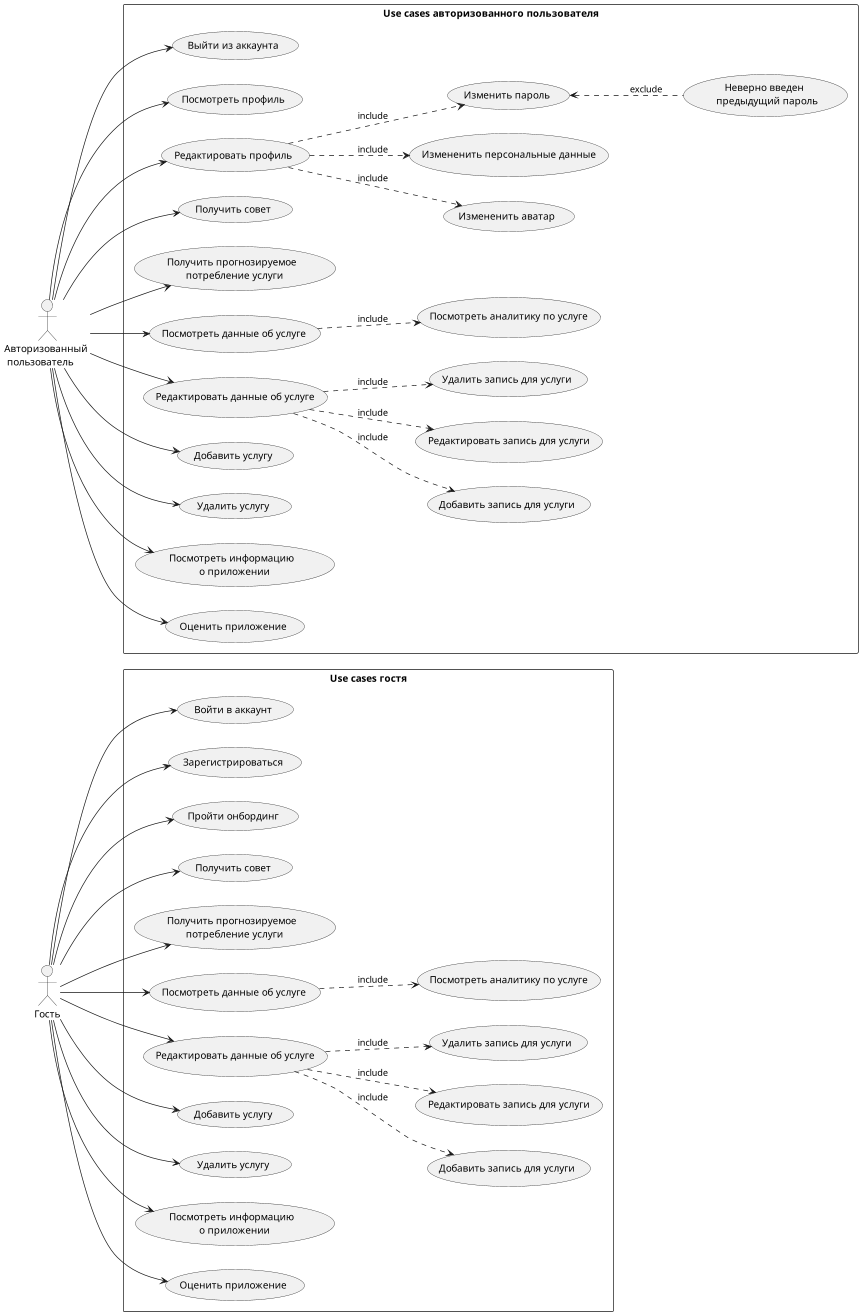 Use cases авторизованного пользователя
Выйти из аккаунта
Посмотреть профиль
Редактировать профиль
include
include
include
Изменить пароль
exclude
Неверно введен
предыдущий пароль
Измененить персональные данные
Измененить аватар
Получить совет
Получить прогнозируемое
потребление услуги
Авторизованный
пользователь
Посмотреть данные об услуге
include
Посмотреть аналитику по услуге
Редактировать данные об услуге
include
include
include
Удалить запись для услуги
Редактировать запись для услуги
Добавить запись для услуги
Добавить услугу
Удалить услугу
Посмотреть информацию
о приложении
Оценить приложение
Use cases гостя
Войти в аккаунт
Зарегистрироваться
Пройти онбординг
Получить совет
Получить прогнозируемое
потребление услуги
Гость
Посмотреть данные об услуге
include
Посмотреть аналитику по услуге
Редактировать данные об услуге
include
include
include
Удалить запись для услуги
Редактировать запись для услуги
Добавить запись для услуги
Добавить услугу
Удалить услугу
Посмотреть информацию
о приложении
Оценить приложение